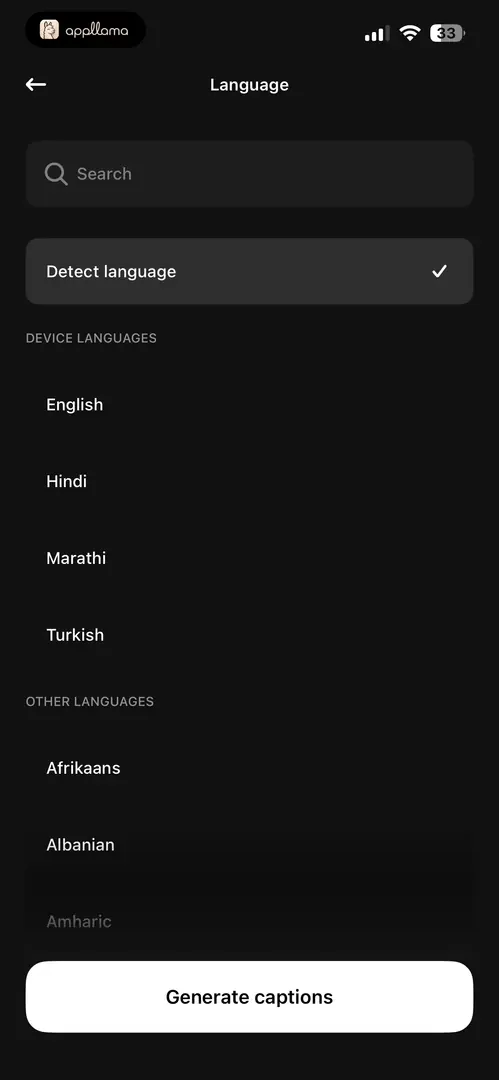 appllama
33
Language
Search
Detect language
DEVICE LANGUAGES
English
Hindi
Marathi
Turkish
OTHER LANGUAGES
Afrikaans
Albanian
Amharic
Generate captions